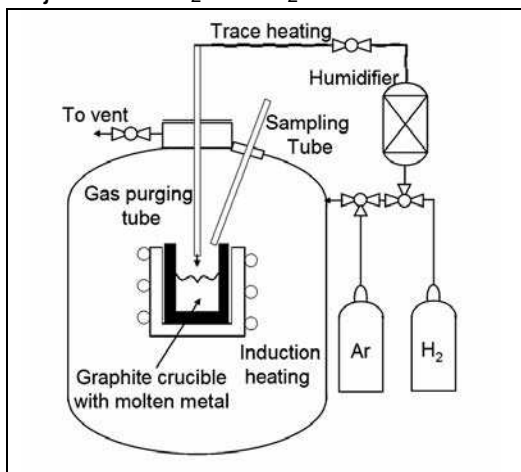 Trace heating
Humidifier
To vent
Sampling
Tube
Gas purging
tube
Ar
H₂
Induction
heating
Graphite crucible
with molten metal